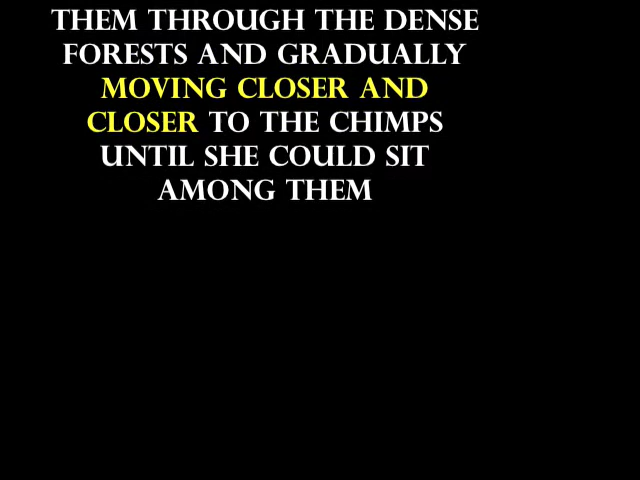 THEM THROUGH THE DENSE
FORESTS AND GRADUALLY
MOVING CLOSER AND
CLOSER TO THE CHIMPS
UNTIL SHE COULD SIT
AMONG THEM